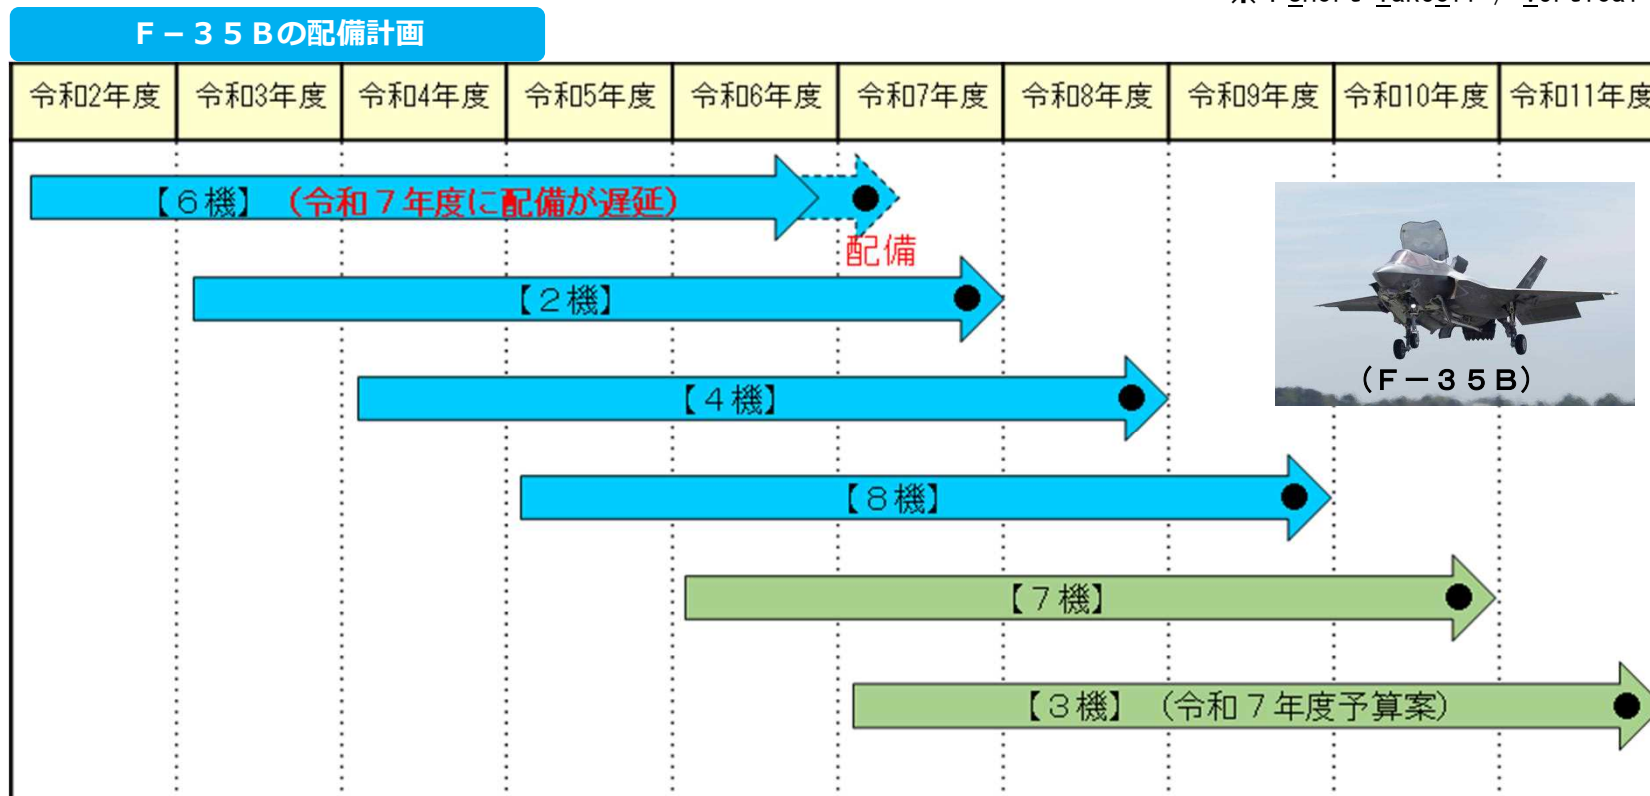 Ｆ－３５Ｂの配備計画
令和2年度 令和3年度 令和4年度 令和5年度 令和6年度 令和7年度 令和8年度 令和9年度 令和10年度 令和11年度
【６機】 （令和７年度に配備が遅延）
配備
【２機】
【４機】
（Ｆ－３５Ｂ）
【８機】
【７機】
【３機】 （令和７年度予算案）